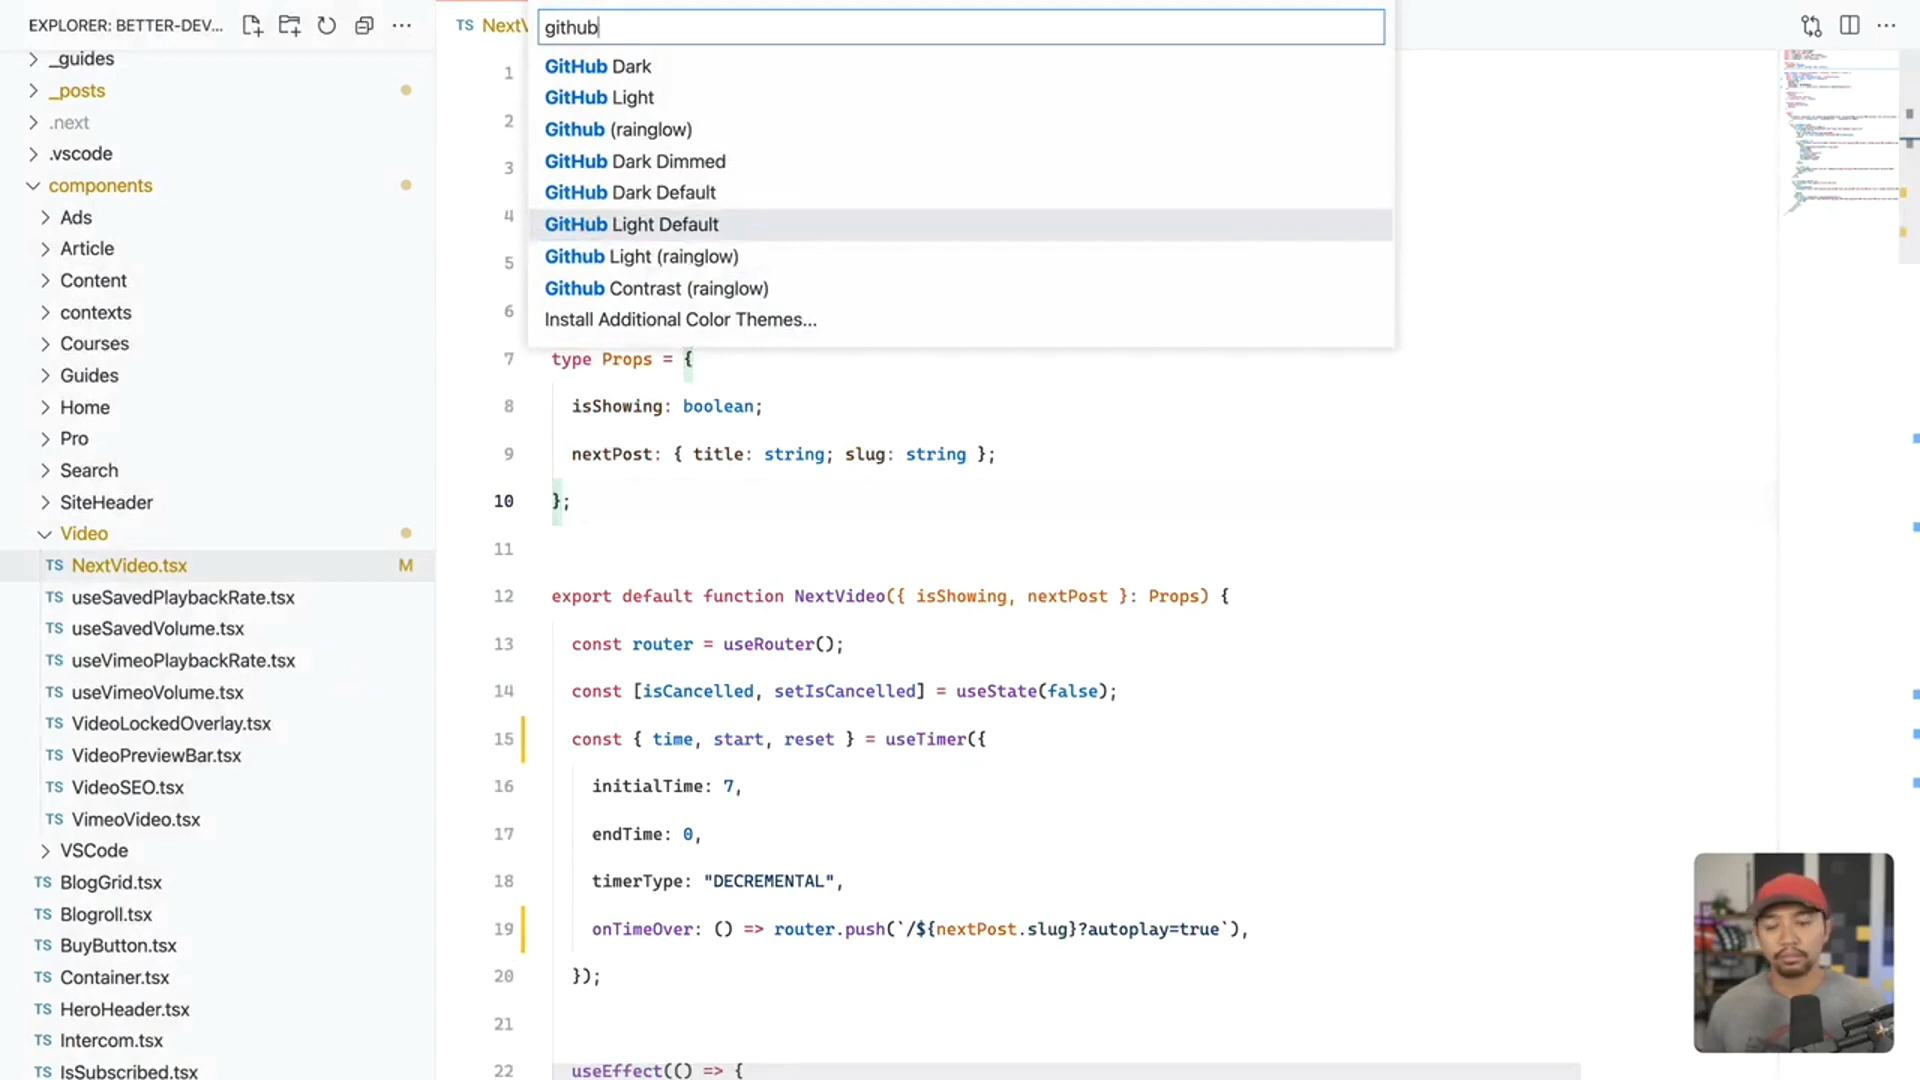 EXPLORER: BETTER-DEV...
_guides
_posts
.next
.vscode
components
Ads
Article
Content
contexts
Courses
Guides
Home
Pro
Search
SiteHeader
Video
TS NextVideo.tsx M
TS useSavedPlaybackRate.tsx
TS useSavedVolume.tsx
TS useVimeoPlaybackRate.tsx
TS useVimeoVolume.tsx
TS VideoLockedOverlay.tsx
TS VideoPreviewBar.tsx
TS VideoSEO.tsx
TS VimeoVideo.tsx
VSCode
TS BlogGrid.tsx
TS Blogroll.tsx
TS BuyButton.tsx
TS Container.tsx
TS HeroHeader.tsx
TS Intercom.tsx
TS IsSubscribed.tsx
TS NextV
github
GitHub Dark
GitHub Light
Github (rainglow)
GitHub Dark Dimmed
GitHub Dark Default
GitHub Light Default
Github Light (rainglow)
Github Contrast (rainglow)
Install Additional Color Themes...
1
2
3
4
5
6
7 type Props = {
8 isShowing: boolean;
9 nextPost: { title: string; slug: string };
10 };
11
12 export default function NextVideo({ isShowing, nextPost }: Props) {
13 const router = useRouter();
14 const [isCancelled, setIsCancelled] = useState(false);
15 const { time, start, reset } = useTimer({
16 initialTime: 7,
17 endTime: 0,
18 timerType: "DECREMENTAL",
19 onTimeOver: () => router.push(`/${nextPost.slug}?autoplay=true`),
20 });
21
22 useEffect(() => {